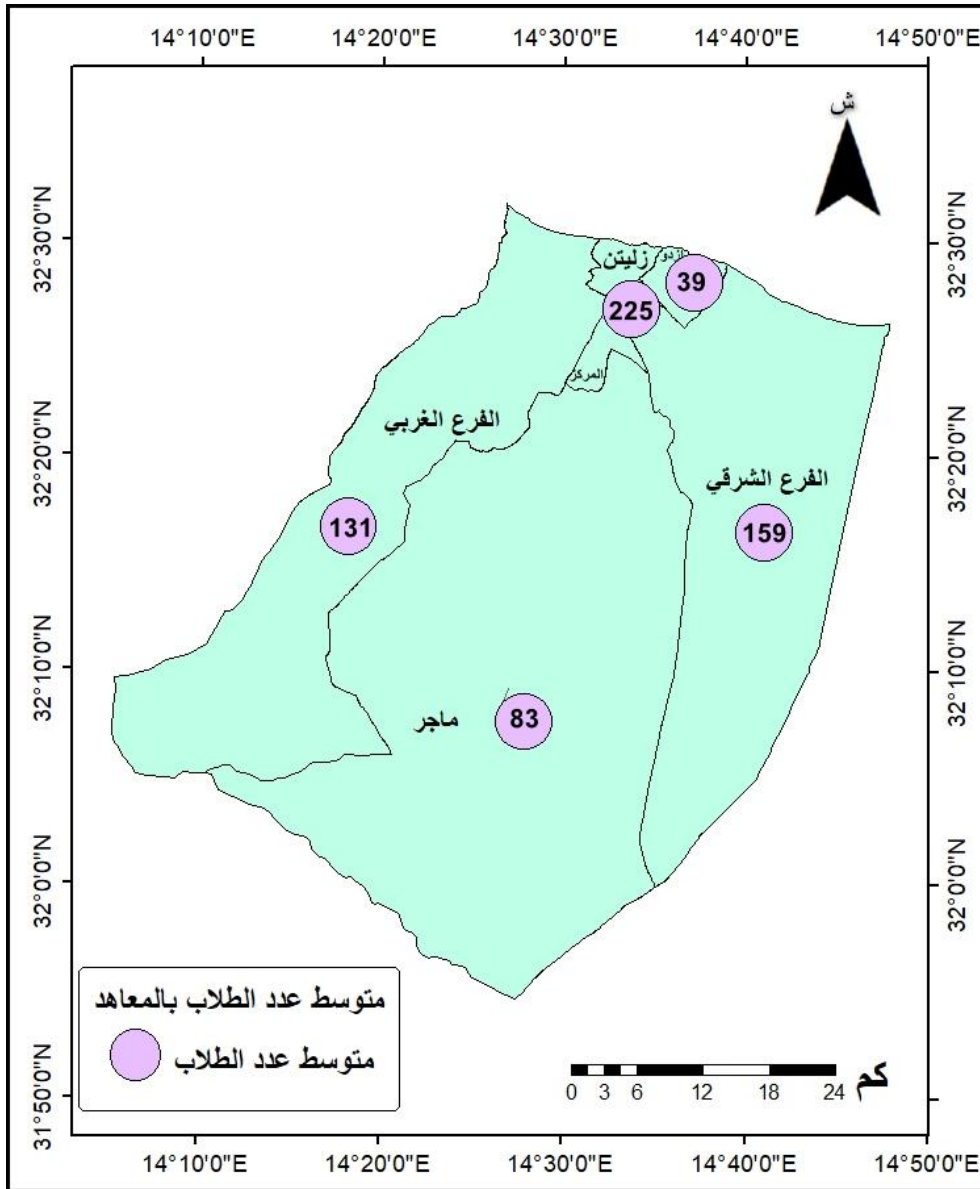 14°10'0"E 14°20'0"E 14°30'0"E 14°40'0"E 14°50'0"E
ش
32°30'0"N
32°30'0"N
زليتن
ازدو
39
225
المركز
الفرع الغربي
32°20'0"N
32°20'0"N
الفرع الشرقي
131
159
32°10'0"N
32°10'0"N
ماجر
83
32°0'0"N
32°0'0"N
متوسط عدد الطلاب بالمعاهد
متوسط عدد الطلاب
كم
0 3 6 12 18 24
31°50'0"N
14°10'0"E 14°20'0"E 14°30'0"E 14°40'0"E 14°50'0"E